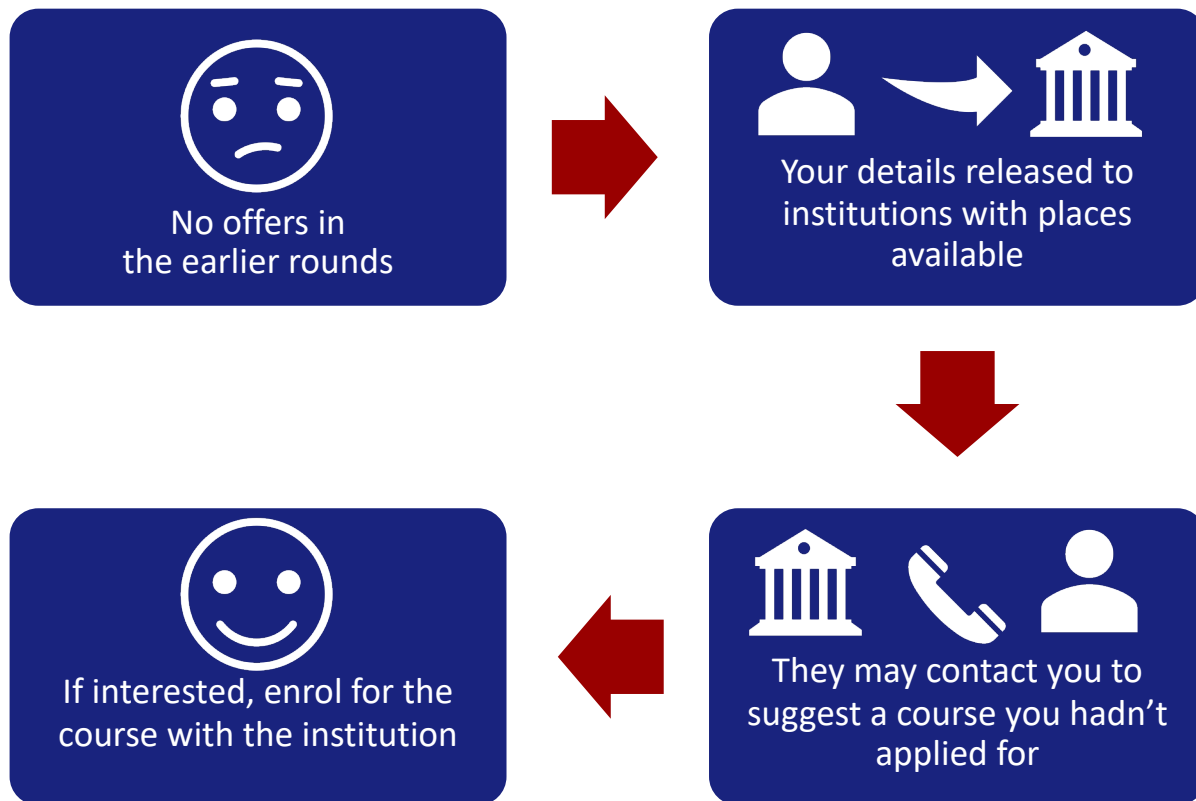 No offers in
the earlier rounds
Your details released to
institutions with places
available
They may contact you to
suggest a course you hadn’t
applied for
If interested, enrol for the
course with the institution